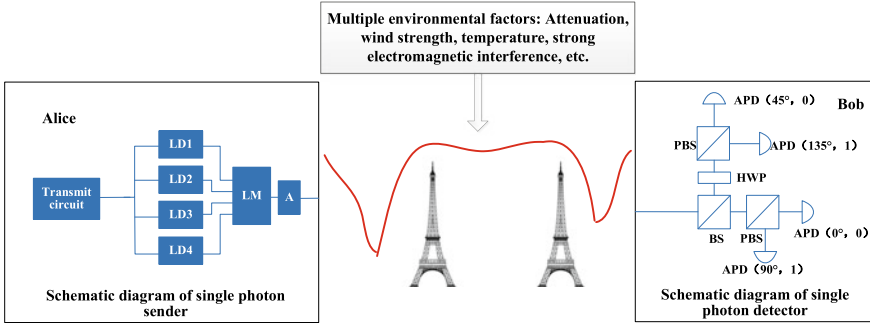 Multiple environmental factors: Attenuation,
wind strength, temperature, strong
electromagnetic interference, etc.
Alice
Transmit
circuit
LD1
LD2
LD3
LD4
LM
A
Schematic diagram of single photon
sender
Bob
APD（45°，0）
PBS
APD（135°，1）
HWP
BS
PBS
APD（0°，0）
APD（90°，1）
Schematic diagram of single
photon detector